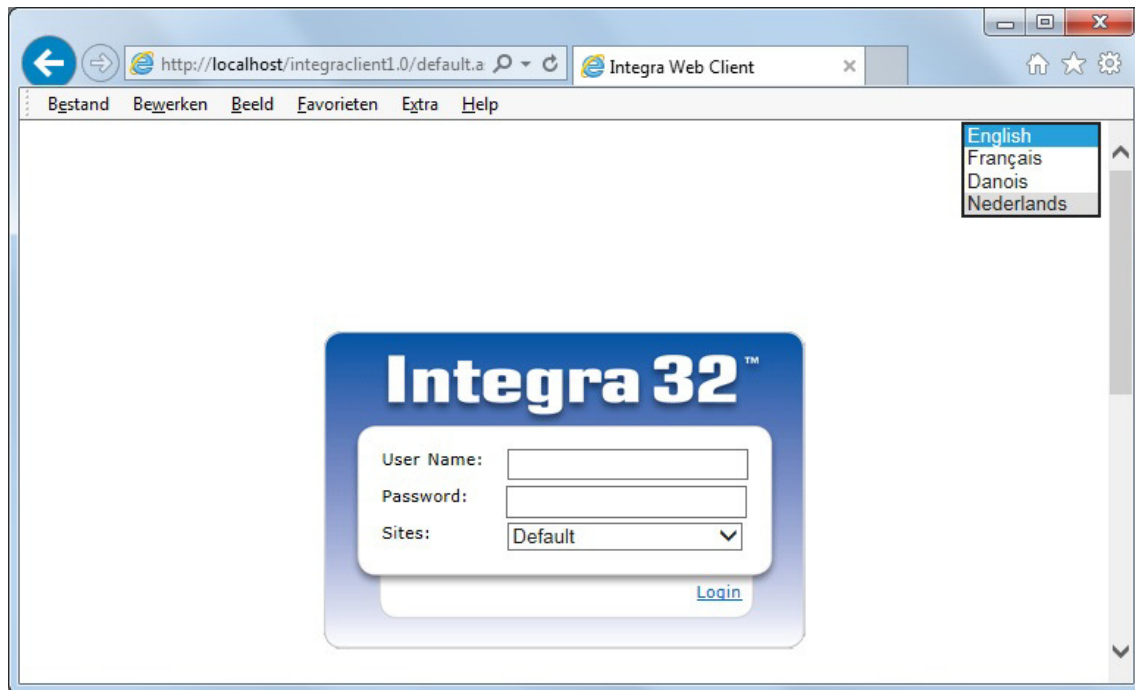 http://localhost/integraclient1.0/default.a
Integra Web Client
Bestand Bewerken Beeld Favorieten Extra Help
English
Français
Danois
Nederlands
Integra 32™
User Name:
Password:
Sites: Default
Login